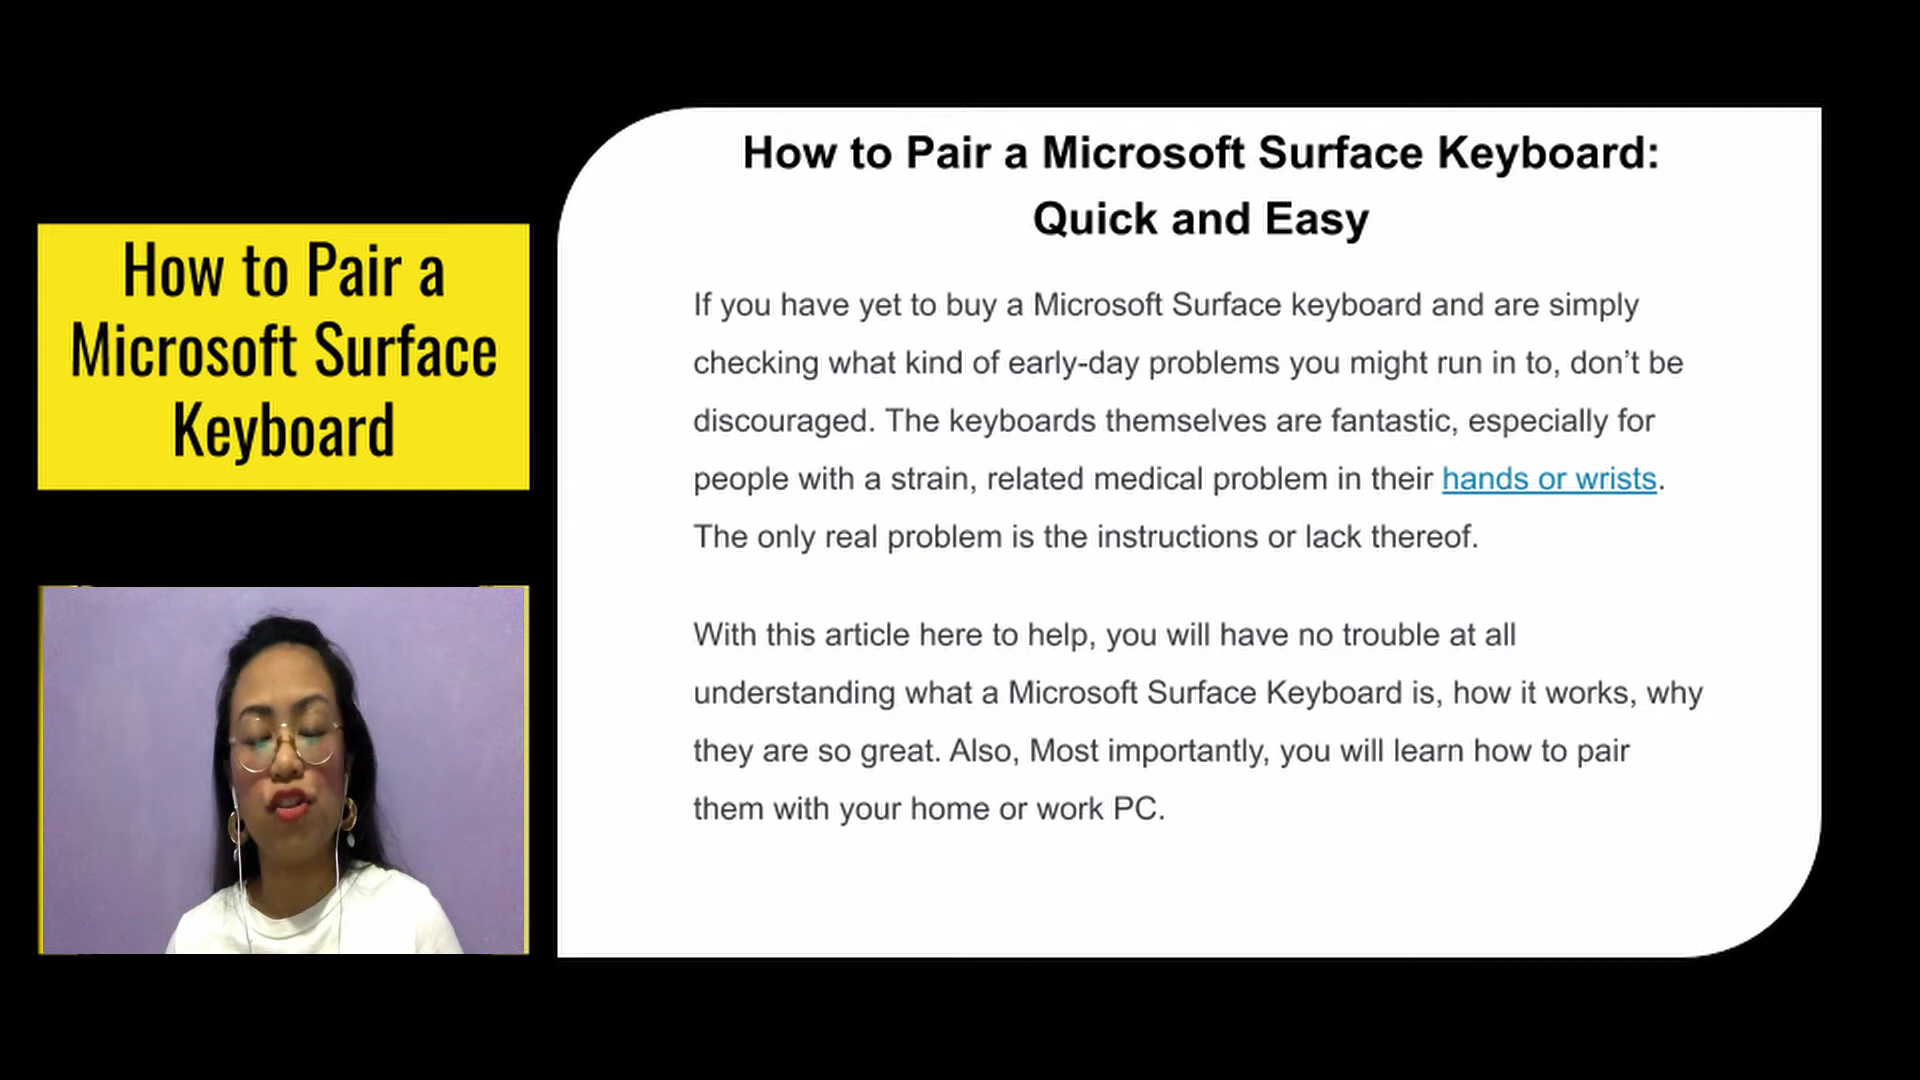 How to Pair a
Microsoft Surface
Keyboard
How to Pair a Microsoft Surface Keyboard:
Quick and Easy
If you have yet to buy a Microsoft Surface keyboard and are simply
checking what kind of early-day problems you might run in to, don’t be
discouraged. The keyboards themselves are fantastic, especially for
people with a strain, related medical problem in their hands or wrists.
The only real problem is the instructions or lack thereof.
With this article here to help, you will have no trouble at all
understanding what a Microsoft Surface Keyboard is, how it works, why
they are so great. Also, Most importantly, you will learn how to pair
them with your home or work PC.